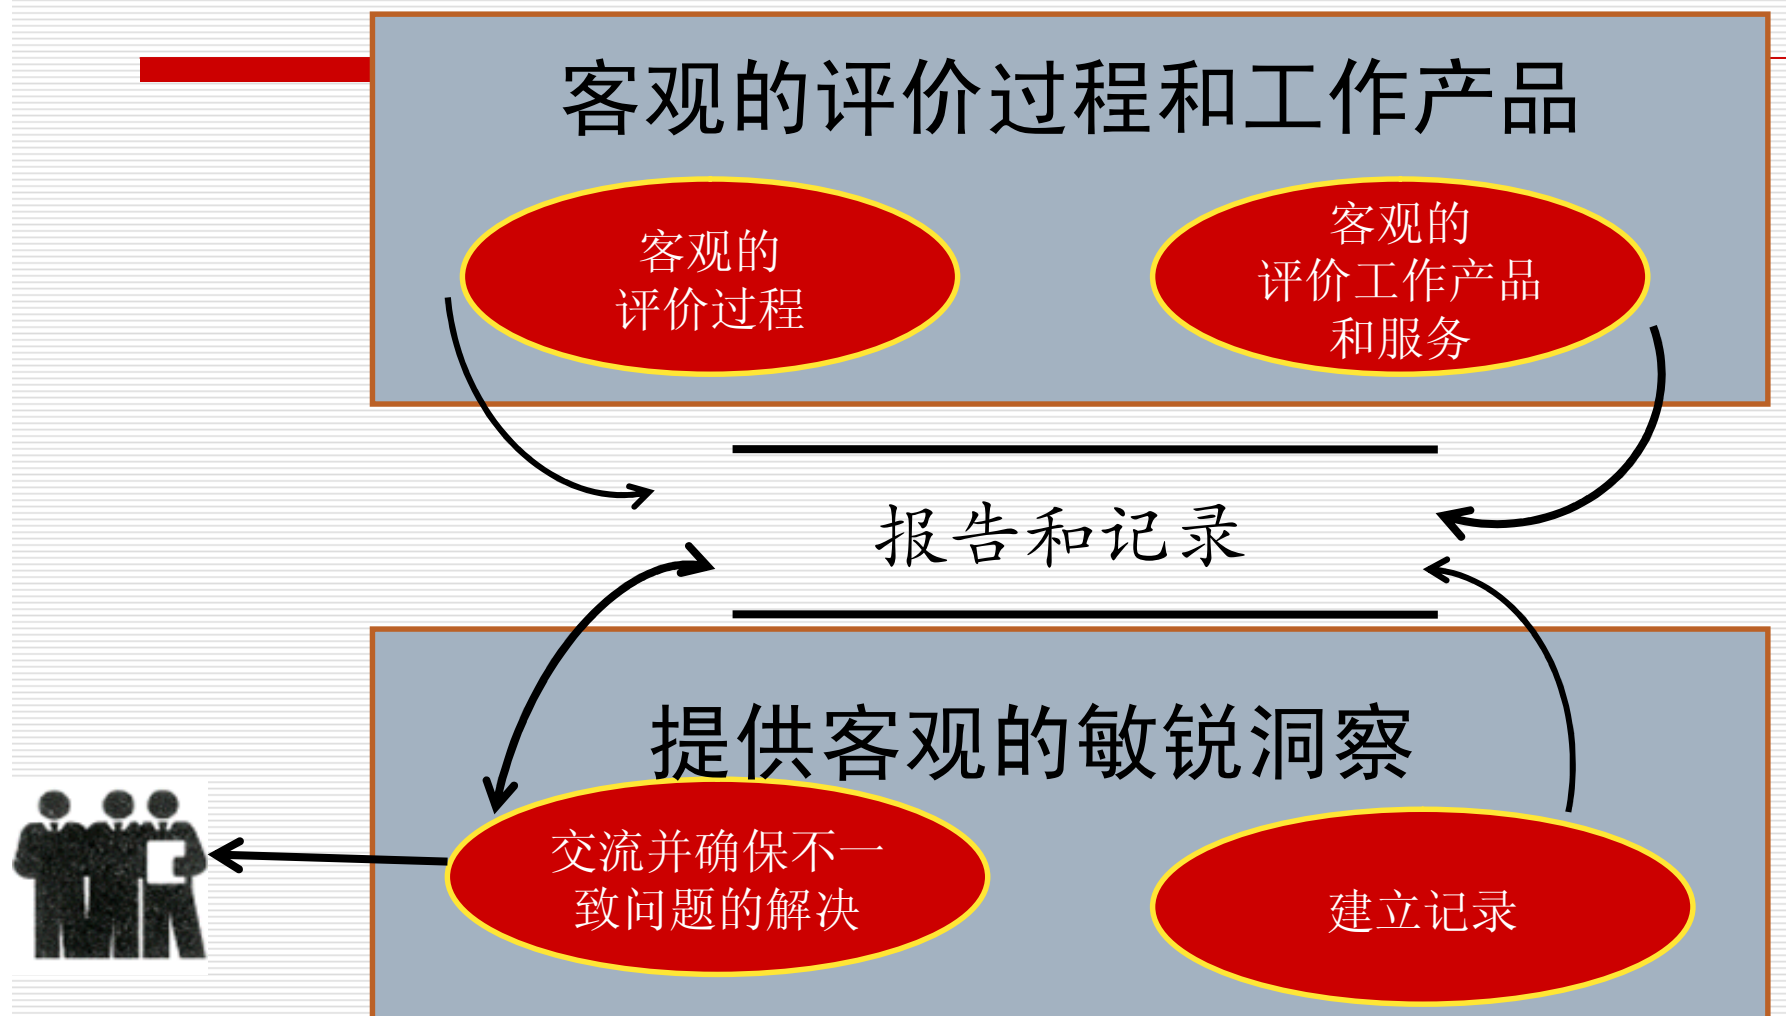 客观的评价过程和工作产品
客观的
评价过程
客观的
评价工作产品
和服务
报告和记录
提供客观的敏锐洞察
交流并确保不一
致问题的解决
建立记录